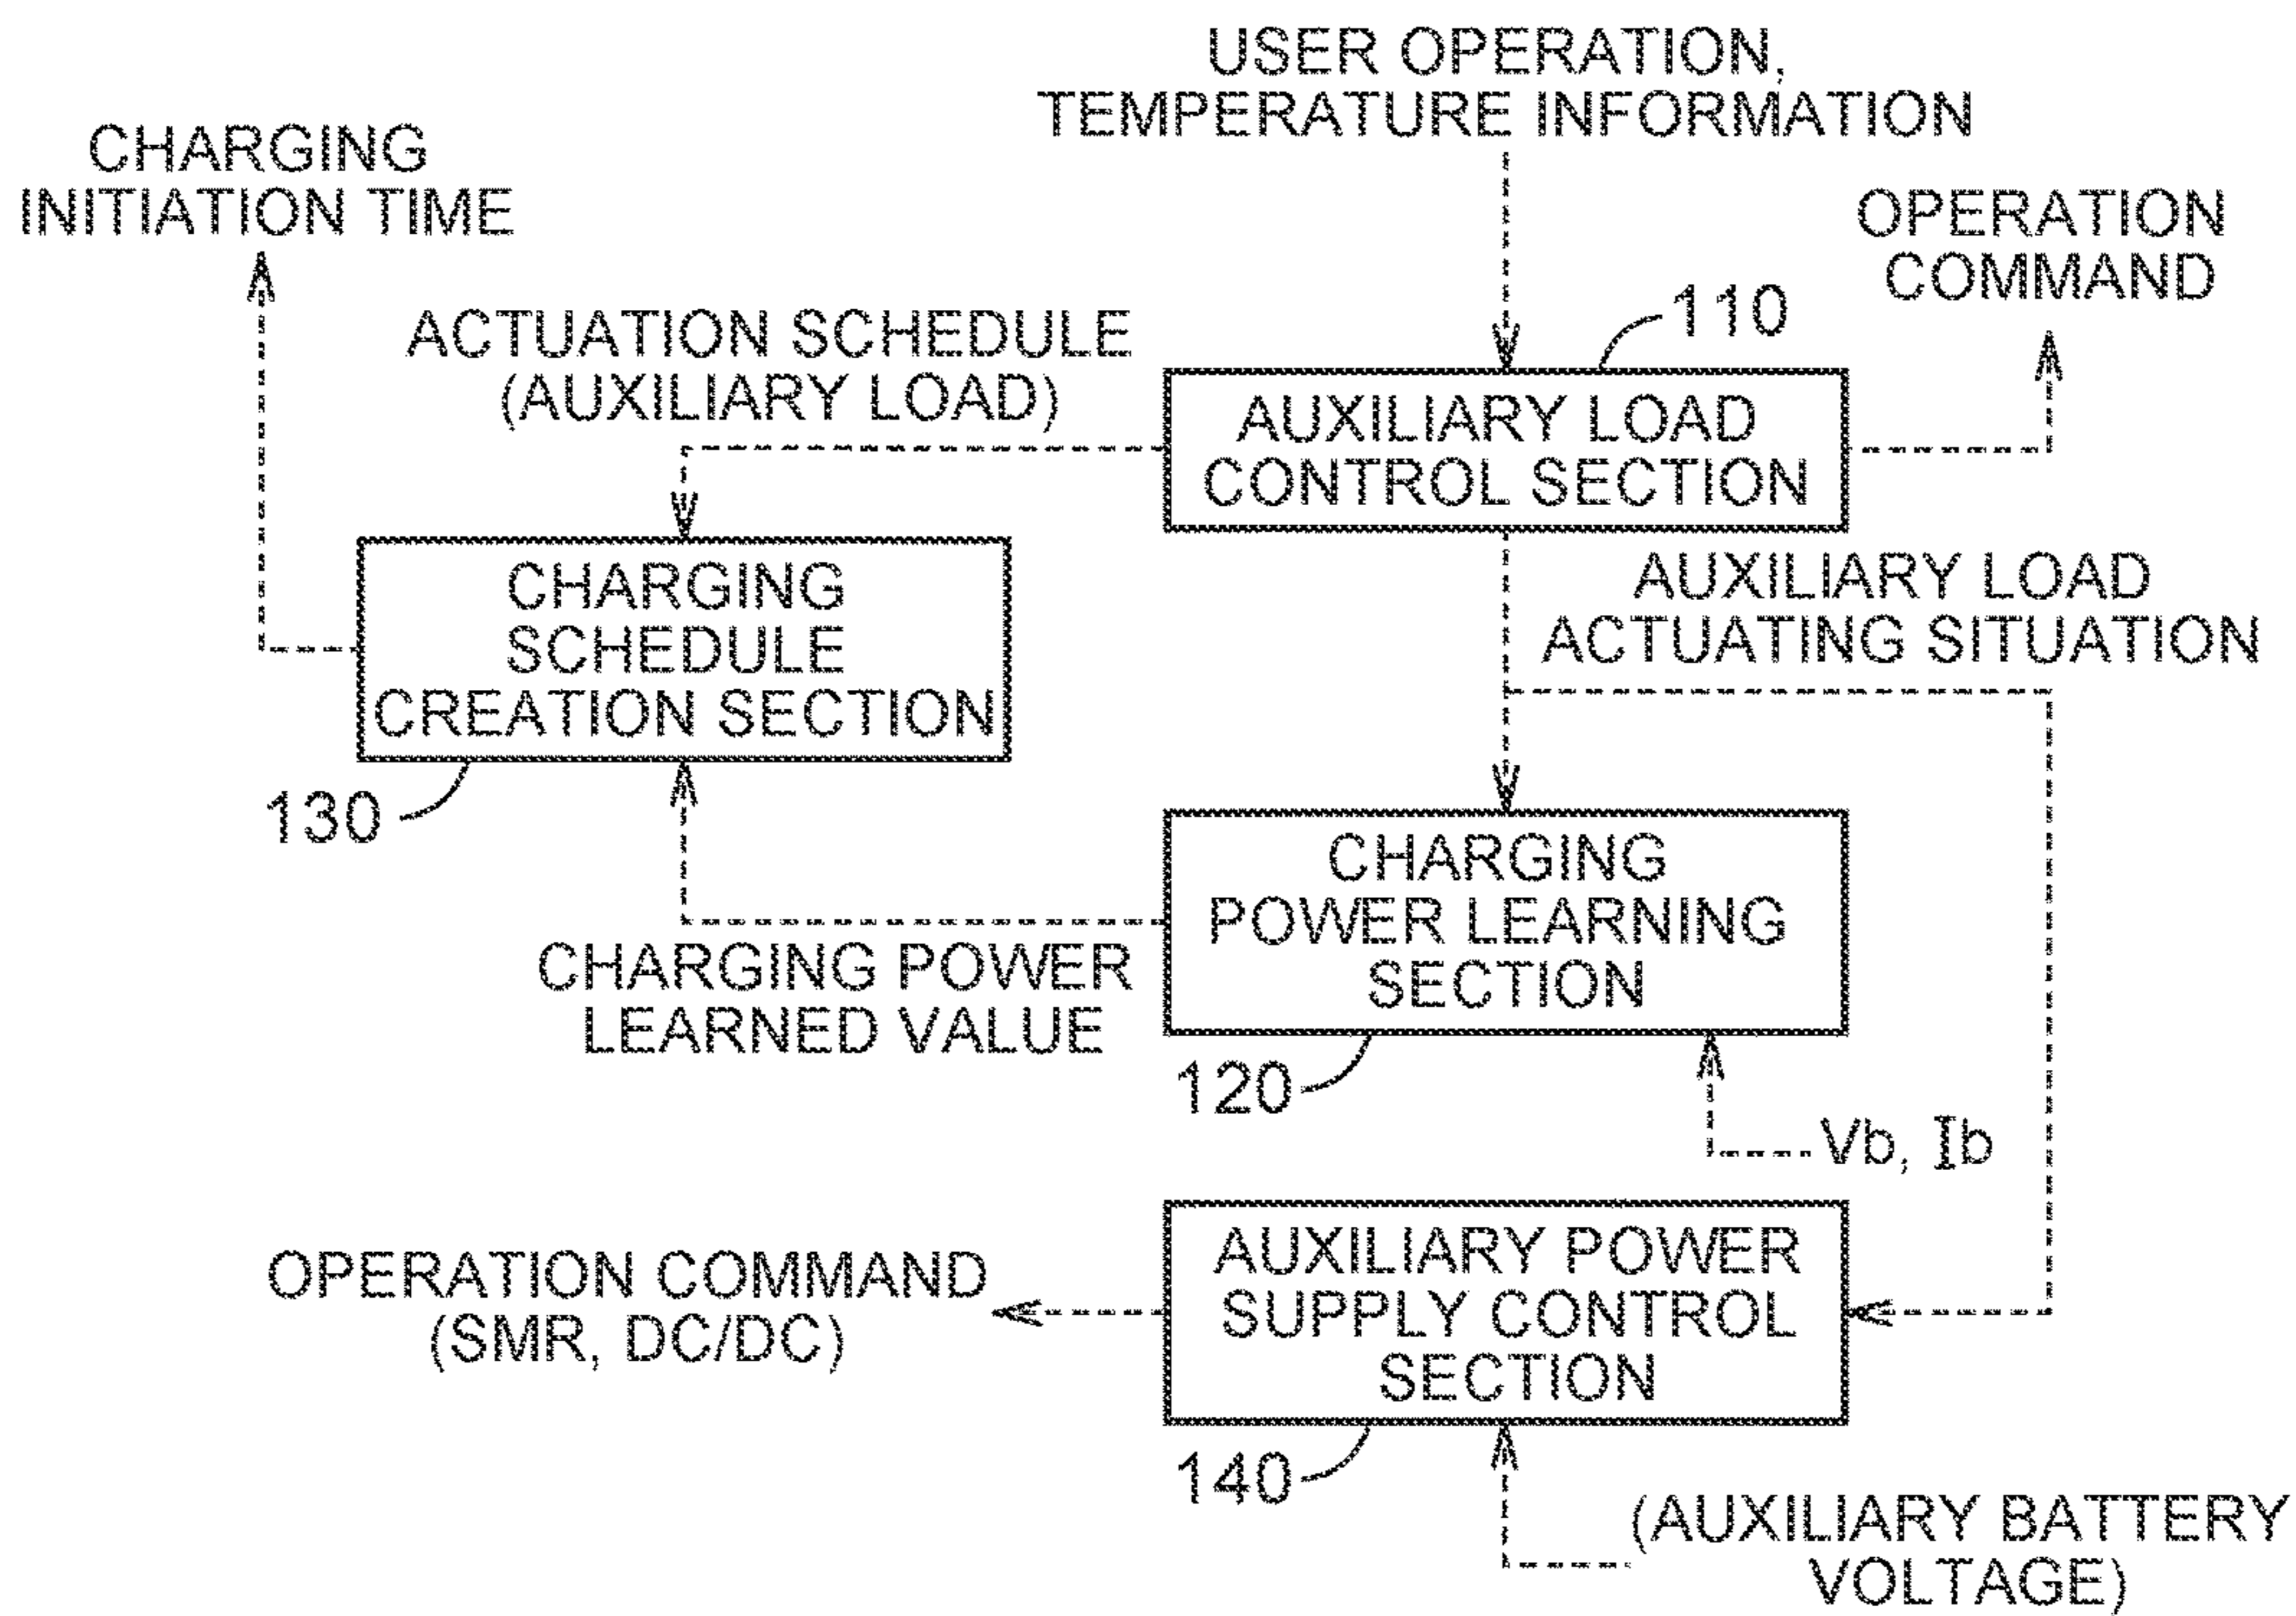 USER OPERATION,
TEMPERATURE INFORMATION
CHARGING
INITIATION TIME
OPERATION
COMMAND
110
ACTUATION SCHEDULE
(AUXILIARY LOAD)
AUXILIARY LOAD
CONTROL SECTION
CHARGING
SCHEDULE
CREATION SECTION
130
AUXILIARY LOAD
ACTUATING SITUATION
CHARGING
POWER LEARNING
SECTION
120
CHARGING POWER
LEARNED VALUE
Vb, Ib
AUXILIARY POWER
SUPPLY CONTROL
SECTION
140
OPERATION COMMAND
(SMR, DC/DC)
(AUXILIARY BATTERY
VOLTAGE)